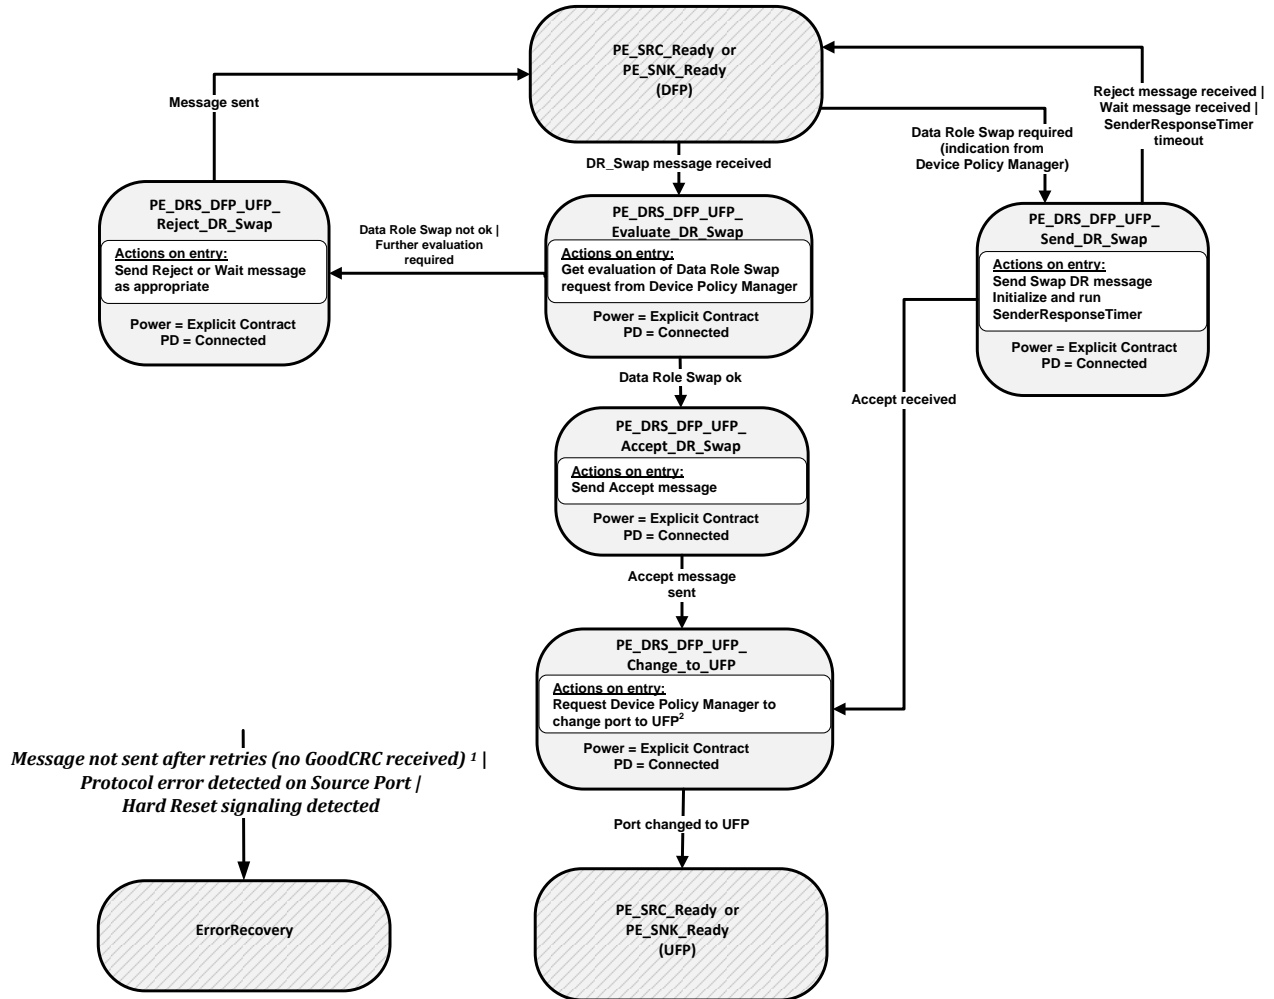 PE_SRC_Ready or
PE_SNK_Ready
(DFP)
Message sent
Reject message received |
Wait message received |
SenderResponseTimer
timeout
Data Role Swap required
(indication from
Device Policy Manager)
DR_Swap message received
PE_DRS_DFP_UFP_
Reject_DR_Swap
Actions on entry:
Send Reject or Wait message
as appropriate
Power = Explicit Contract
PD = Connected
Data Role Swap not ok |
Further evaluation
required
PE_DRS_DFP_UFP_
Evaluate_DR_Swap
Actions on entry:
Get evaluation of Data Role Swap
request from Device Policy Manager
Power = Explicit Contract
PD = Connected
PE_DRS_DFP_UFP_
Send_DR_Swap
Actions on entry:
Send Swap DR message
Initialize and run
SenderResponseTimer
Power = Explicit Contract
PD = Connected
Data Role Swap ok
Accept received
PE_DRS_DFP_UFP_
Accept_DR_Swap
Actions on entry:
Send Accept message
Power = Explicit Contract
PD = Connected
Accept message
sent
PE_DRS_DFP_UFP_
Change_to_UFP
Actions on entry:
Request Device Policy Manager to
change port to UFP²
Power = Explicit Contract
PD = Connected
Message not sent after retries (no GoodCRC received) ¹ |
Protocol error detected on Source Port |
Hard Reset signaling detected
Port changed to UFP
ErrorRecovery
PE_SRC_Ready or
PE_SNK_Ready
(UFP)